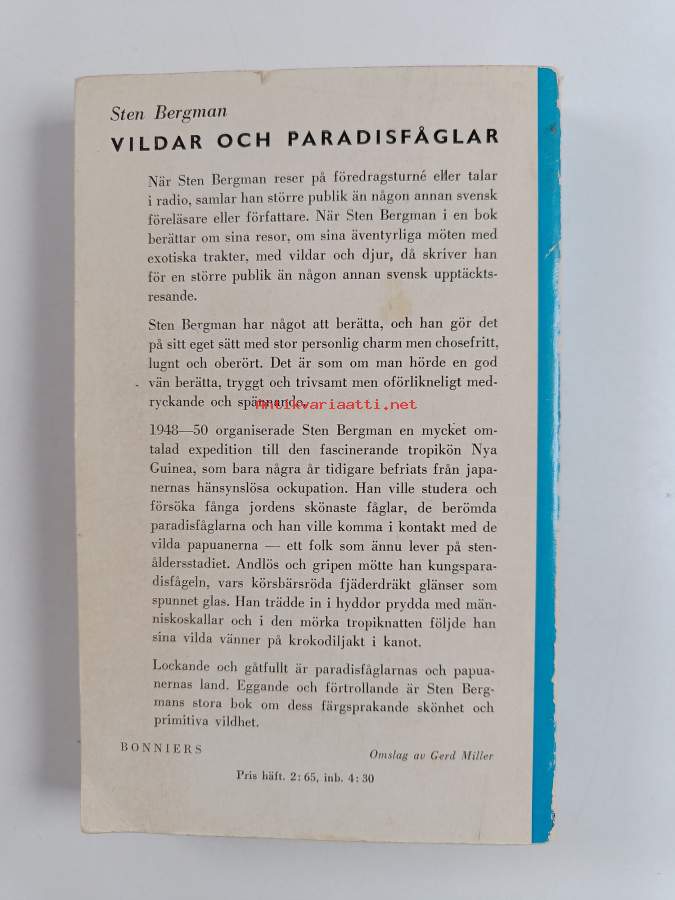 Sten Bergman
VILDAR OCH PARADISFÅGLAR
När Sten Bergman reser på föredragsturné eller talar
i radio, samlar han större publik än någon annan svensk
föreläsare eller författare. När Sten Bergman i en bok
berättar om sina resor, om sina äventyrliga möten med
exotiska trakter, med vildar och djur, då skriver han
för en större publik än någon annan svensk upptäckts-
resande.
Sten Bergman har något att berätta, och han gör det
på sitt eget sätt med stor personlig charm men chosefritt,
lugnt och oberört. Det är som om man hörde en god
vän berätta, tryggt och trivsamt men oförlikneligt med-
ryckande och spännande.
Antikvariaatti.net
1948—50 organiserade Sten Bergman en mycket om-
talad expedition till den fascinerande tropikön Nya
Guinea, som bara några år tidigare befriats från japa-
nernas hänsynslösa ockupation. Han ville studera och
försöka fånga jordens skönaste fåglar, de berömda
paradisfåglarna och han ville komma i kontakt med de
vilda papuanerna — ett folk som ännu lever på sten-
åldersstadiet. Andlös och gripen mötte han kungspara-
disfågeln, vars körsbärsröda fjäderdräkt glänser som
spunnet glas. Han trädde in i hyddor prydda med män-
niskoskallar och i den mörka tropiknatten följde han
sina vilda vänner på krokodiljakt i kanot.
Lockande och gåtfullt är paradisfåglarnas och papua-
nernas land. Eggande och förtrollande är Sten Berg-
mans stora bok om dess färgsprakande skönhet och
primitiva vildhet.
BONNIERS
Omslag av Gerd Miller
Pris häft. 2:65, inb. 4:30